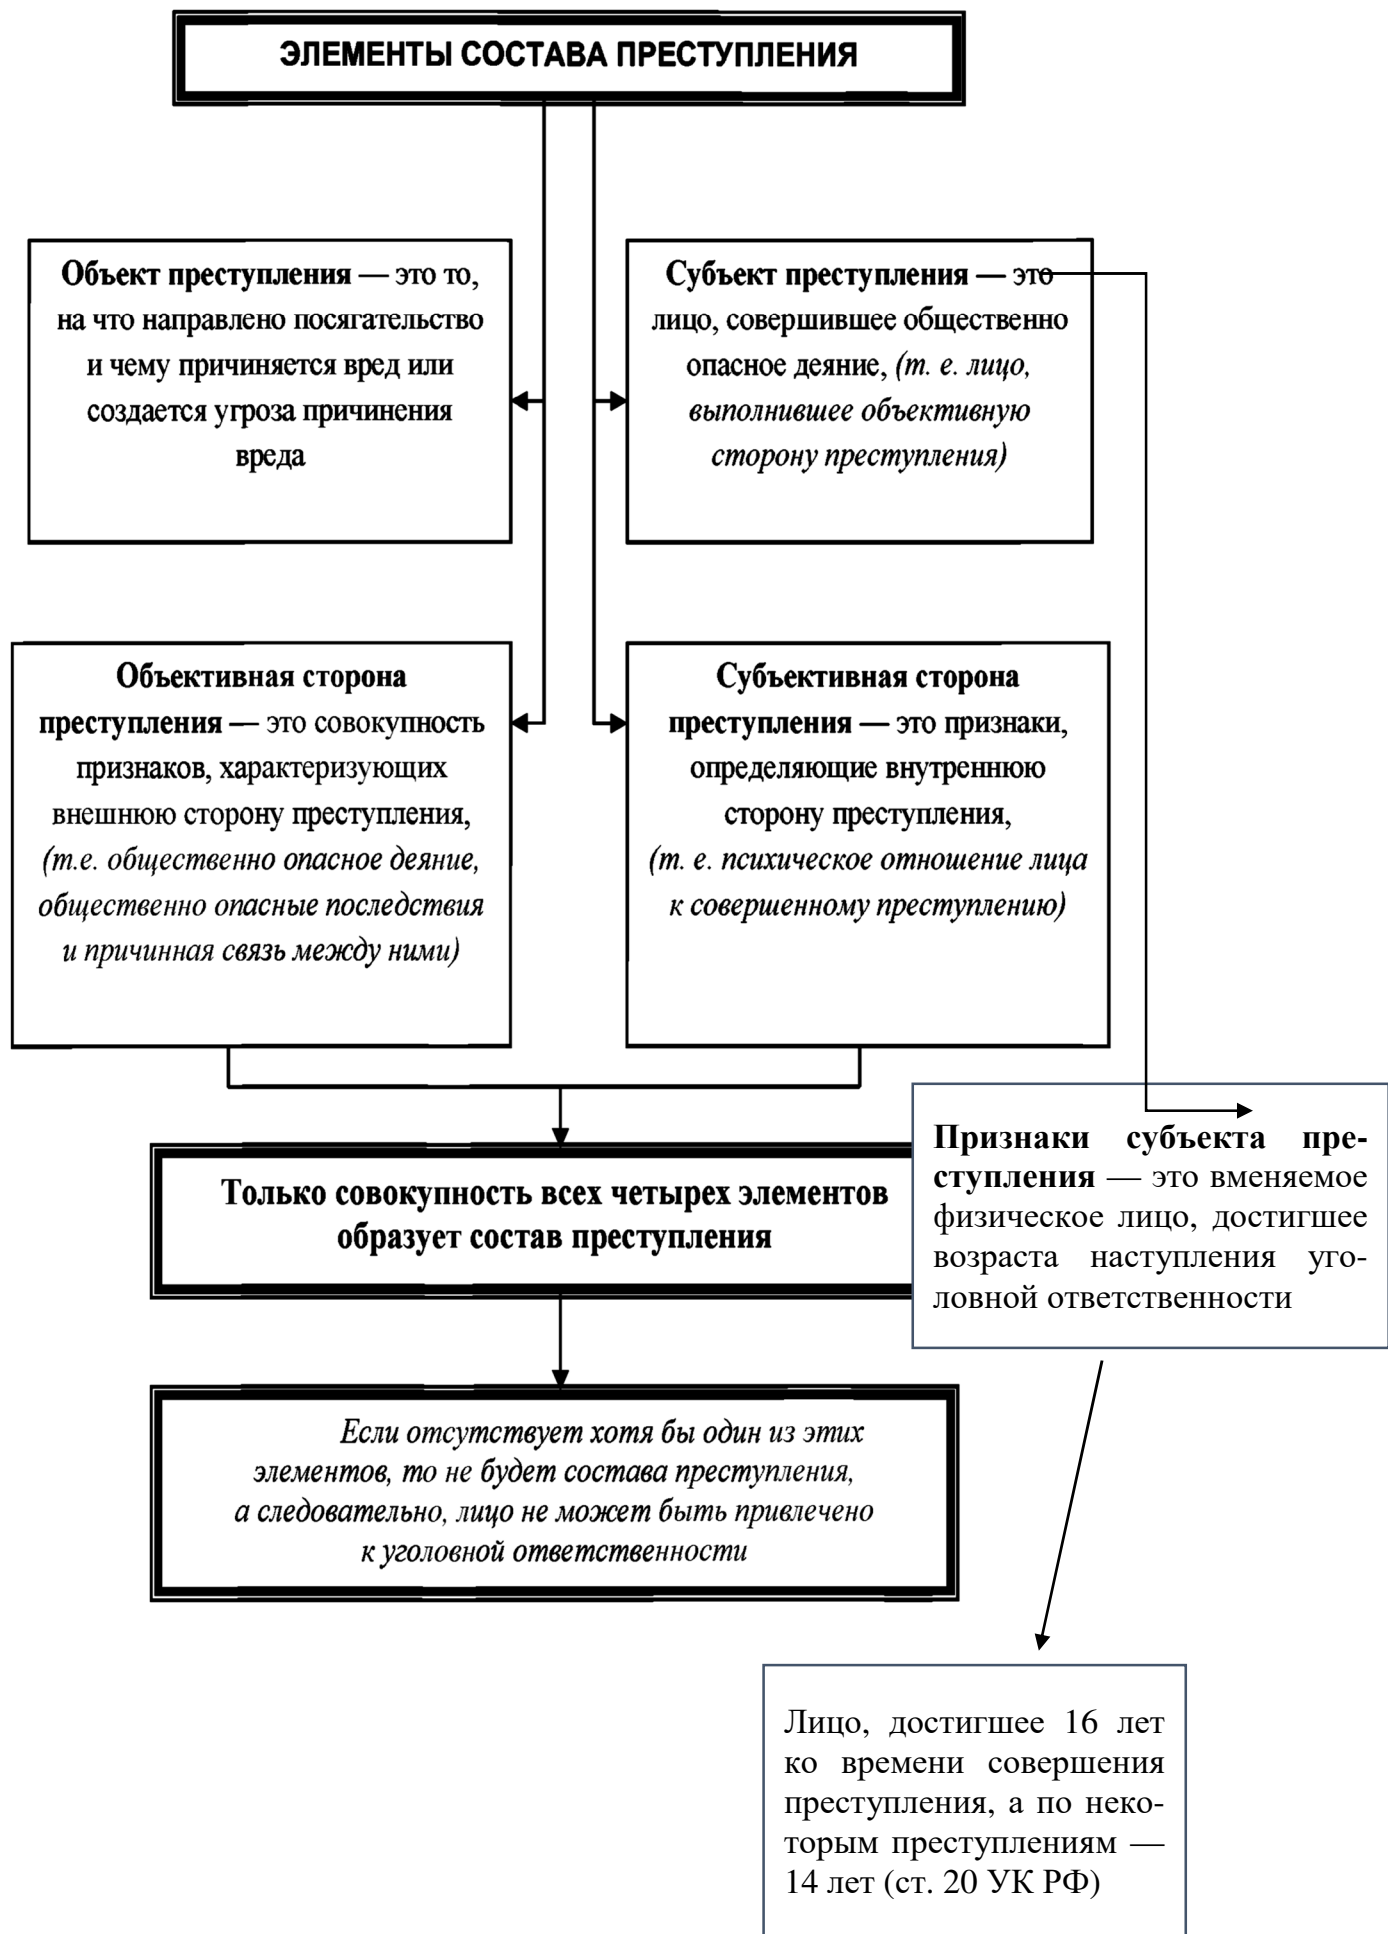 ЭЛЕМЕНТЫ СОСТАВА ПРЕСТУПЛЕНИЯ
Объект преступления — это то,
на что направлено посягательство
и чему причиняется вред или
создается угроза причинения
вреда
Субъект преступления — это
лицо, совершившее общественно
опасное деяние, (т. е. лицо,
выполнившее объективную
сторону преступления)
Объективная сторона
преступления — это совокупность
признаков, характеризующих
внешнюю сторону преступления,
(т.е. общественно опасное деяние,
общественно опасные последствия
и причинная связь между ними)
Субъективная сторона
преступления — это признаки,
определяющие внутреннюю
сторону преступления,
(т. е. психическое отношение лица
к совершенному преступлению)
Только совокупность всех четырех элементов
образует состав преступления
Признаки субъекта пре-
ступления — это вменяемое
физическое лицо, достигшее
возраста наступления уго-
ловной ответственности
Если отсутствует хотя бы один из этих
элементов, то не будет состава преступления,
а следовательно, лицо не может быть привлечено
к уголовной ответственности
Лицо, достигшее 16 лет
ко времени совершения
преступления, а по неко-
торым преступлениям —
14 лет (ст. 20 УК РФ)